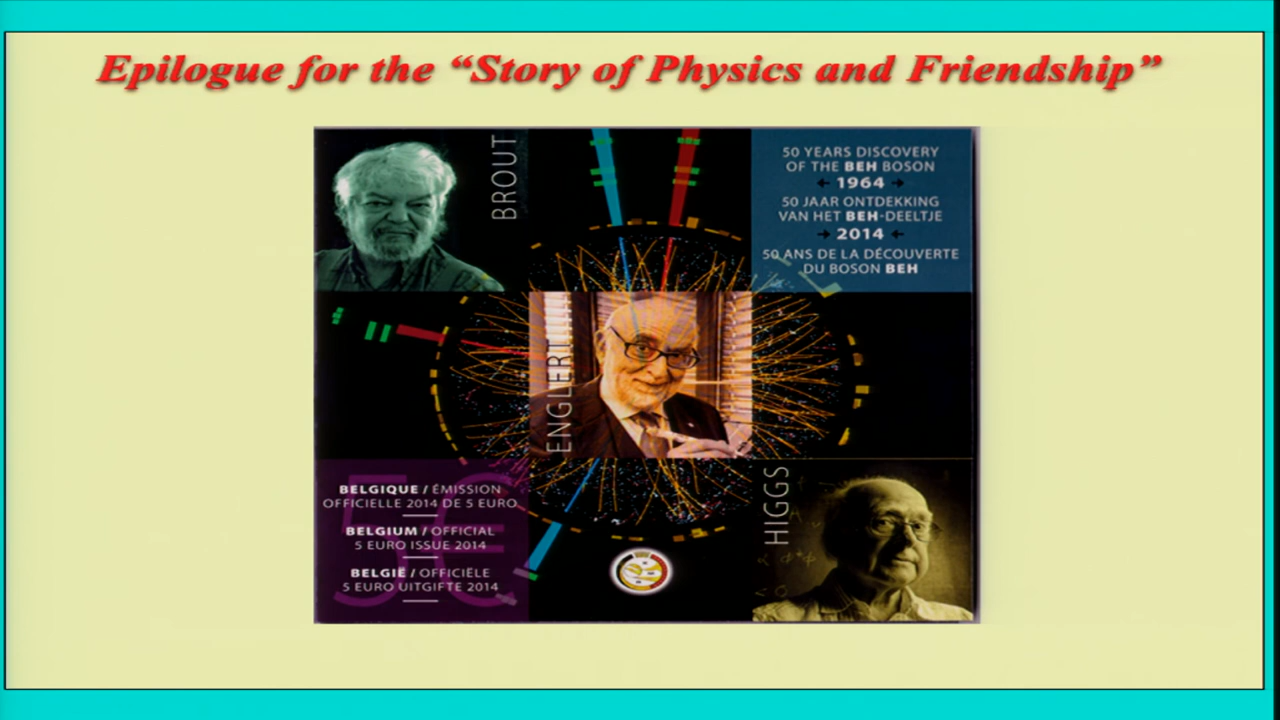 Epilogue for the “Story of Physics and Friendship”
BROUT
50 YEARS DISCOVERY
OF THE BEH BOSON
← 1964 →
50 JAAR ONTDEKKING
VAN HET BEH-DEELTJE
→ 2014 ←
50 ANS DE LA DÉCOUVERTE
DU BOSON BEH
ENGLERT
BELGIQUE / ÉMISSION
OFFICIELLE 2014 DE 5 EURO
BELGIUM / OFFICIAL
5 EURO ISSUE 2014
BELGIË / OFFICIËLE
5 EURO UITGIFTE 2014
5€
HIGGS